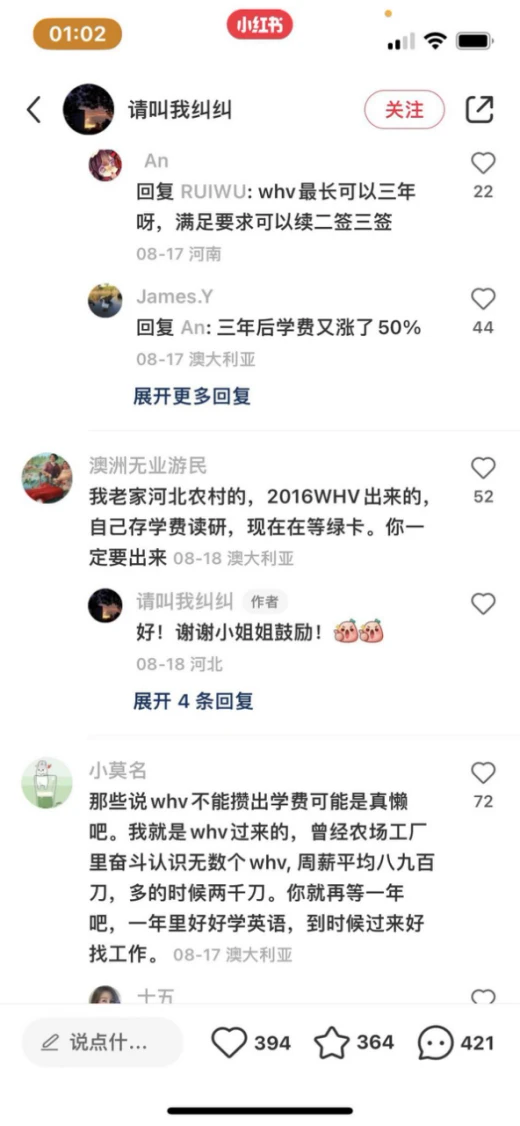 01:02
小红书
请叫我纠纠
关注
An
回复 RUIWU: whv最长可以三年
呀，满足要求可以续二签三签
08-17 河南
22
James.Y
回复 An: 三年后学费又涨了50%
08-17 澳大利亚
44
展开更多回复
澳洲无业游民
我老家河北农村的，2016WHV出来的，
自己存学费读研，现在在等绿卡。你一
定要出来 08-18 澳大利亚
52
请叫我纠纠 作者
好！谢谢小姐姐鼓励！
08-18 河北
展开 4 条回复
小莫名
那些说whv不能攒出学费可能是真懒
吧。我就是whv过来的，曾经农场工厂
里奋斗认识无数个whv, 周薪平均八九百
刀，多的时候两千刀。你就再等一年
吧，一年里好好学英语，到时候过来好
找工作。 08-17 澳大利亚
72
十五
说点什...
394
364
421